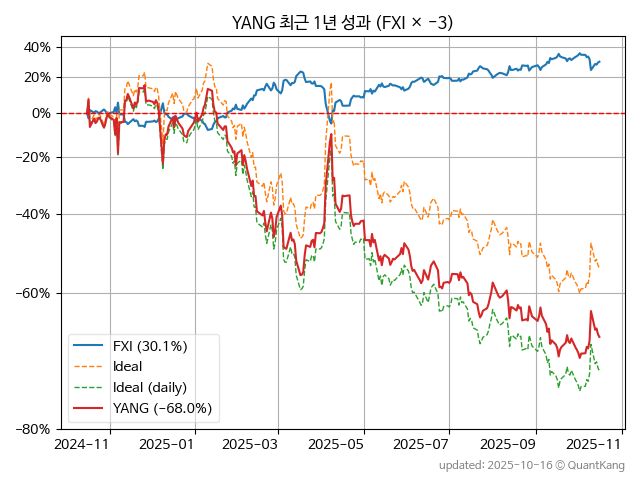 YANG 최근 1년 성과 (FXI × −3)
40%
20%
0%
−20%
−40%
−60%
−80%
FXI (30.1%)
Ideal
Ideal (daily)
YANG (−68.0%)
2024−11
2025−01
2025−03
2025−05
2025−07
2025−09
2025−11
updated: 2025-10-16 © QuantKang